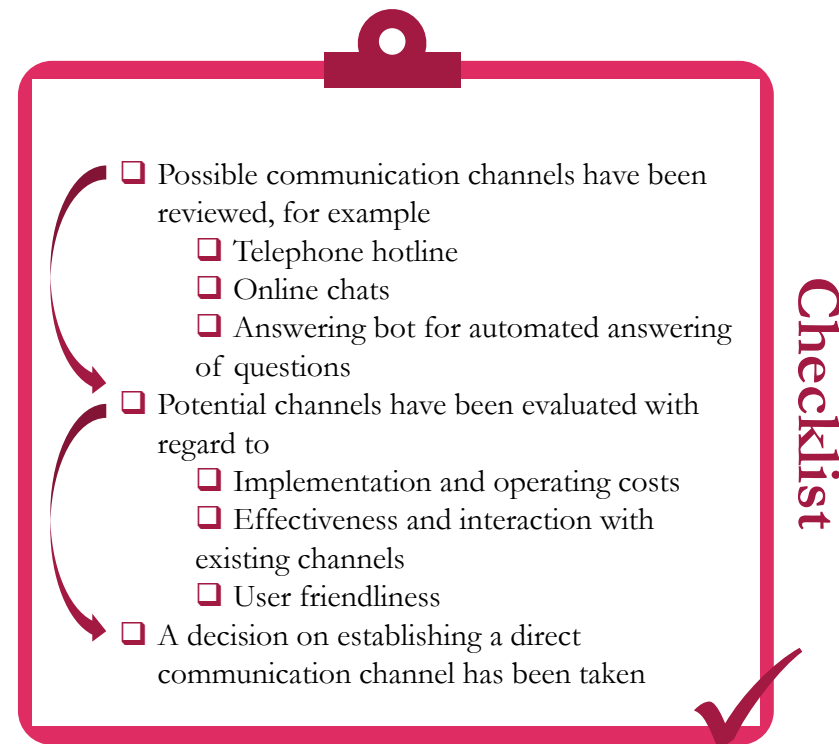 ❑ Possible communication channels have been
reviewed, for example
❑ Telephone hotline
❑ Online chats
❑ Answering bot for automated answering
of questions
❑ Potential channels have been evaluated with
regard to
❑ Implementation and operating costs
❑ Effectiveness and interaction with
existing channels
❑ User friendliness
❑ A decision on establishing a direct
communication channel has been taken
Checklist